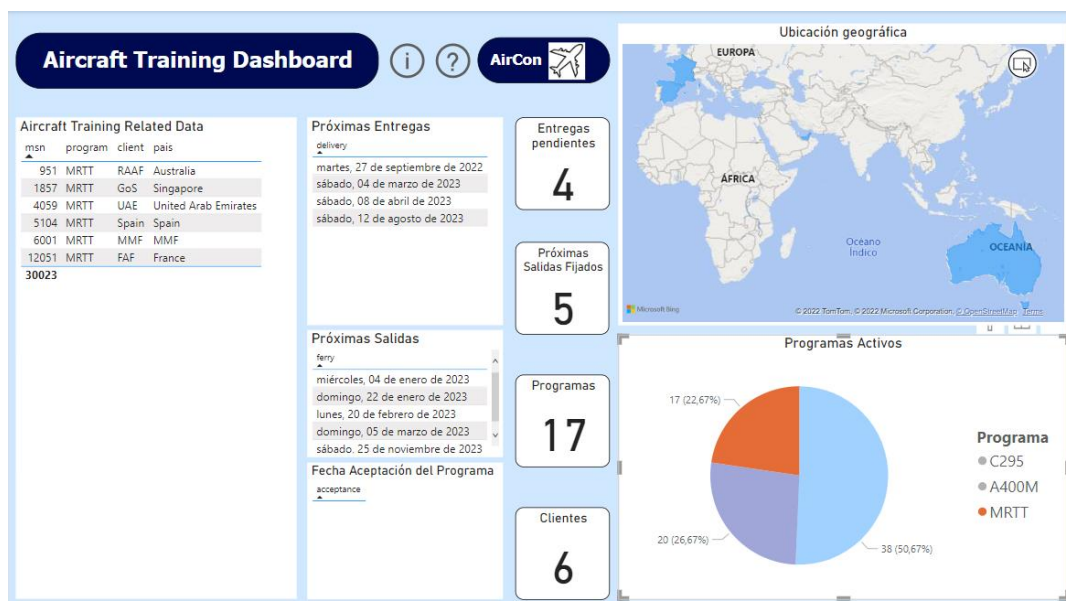 Aircraft Training Dashboard
i
?
AirCon
Aircraft Training Related Data
msn program client pais
951 MRTT RAAF Australia
1857 MRTT GoS Singapore
4059 MRTT UAE United Arab Emirates
5104 MRTT Spain Spain
6001 MRTT MMF MMF
12051 MRTT FAF France
30023
Próximas Entregas
delivery
martes, 27 de septiembre de 2022
sábado, 04 de marzo de 2023
sábado, 08 de abril de 2023
sábado, 12 de agosto de 2023
Próximas Salidas
ferry
miércoles, 04 de enero de 2023
domingo, 22 de enero de 2023
lunes, 20 de febrero de 2023
domingo, 05 de marzo de 2023
sábado, 25 de noviembre de 2023
Fecha Aceptación del Programa
acceptance
Entregas
pendientes
4
Próximas
Salidas Fijados
5
Programas
17
Clientes
6
Ubicación geográfica
EUROPA
ÁFRICA
Oceano
Índico
OCEANÍA
Microsoft Bing
© 2022 TomTom, © 2022 Microsoft Corporation, © OpenStreetMap Terms
Programas Activos
17 (22,67%)
20 (26,67%)
38 (50,67%)
Programa
C295
A400M
MRTT